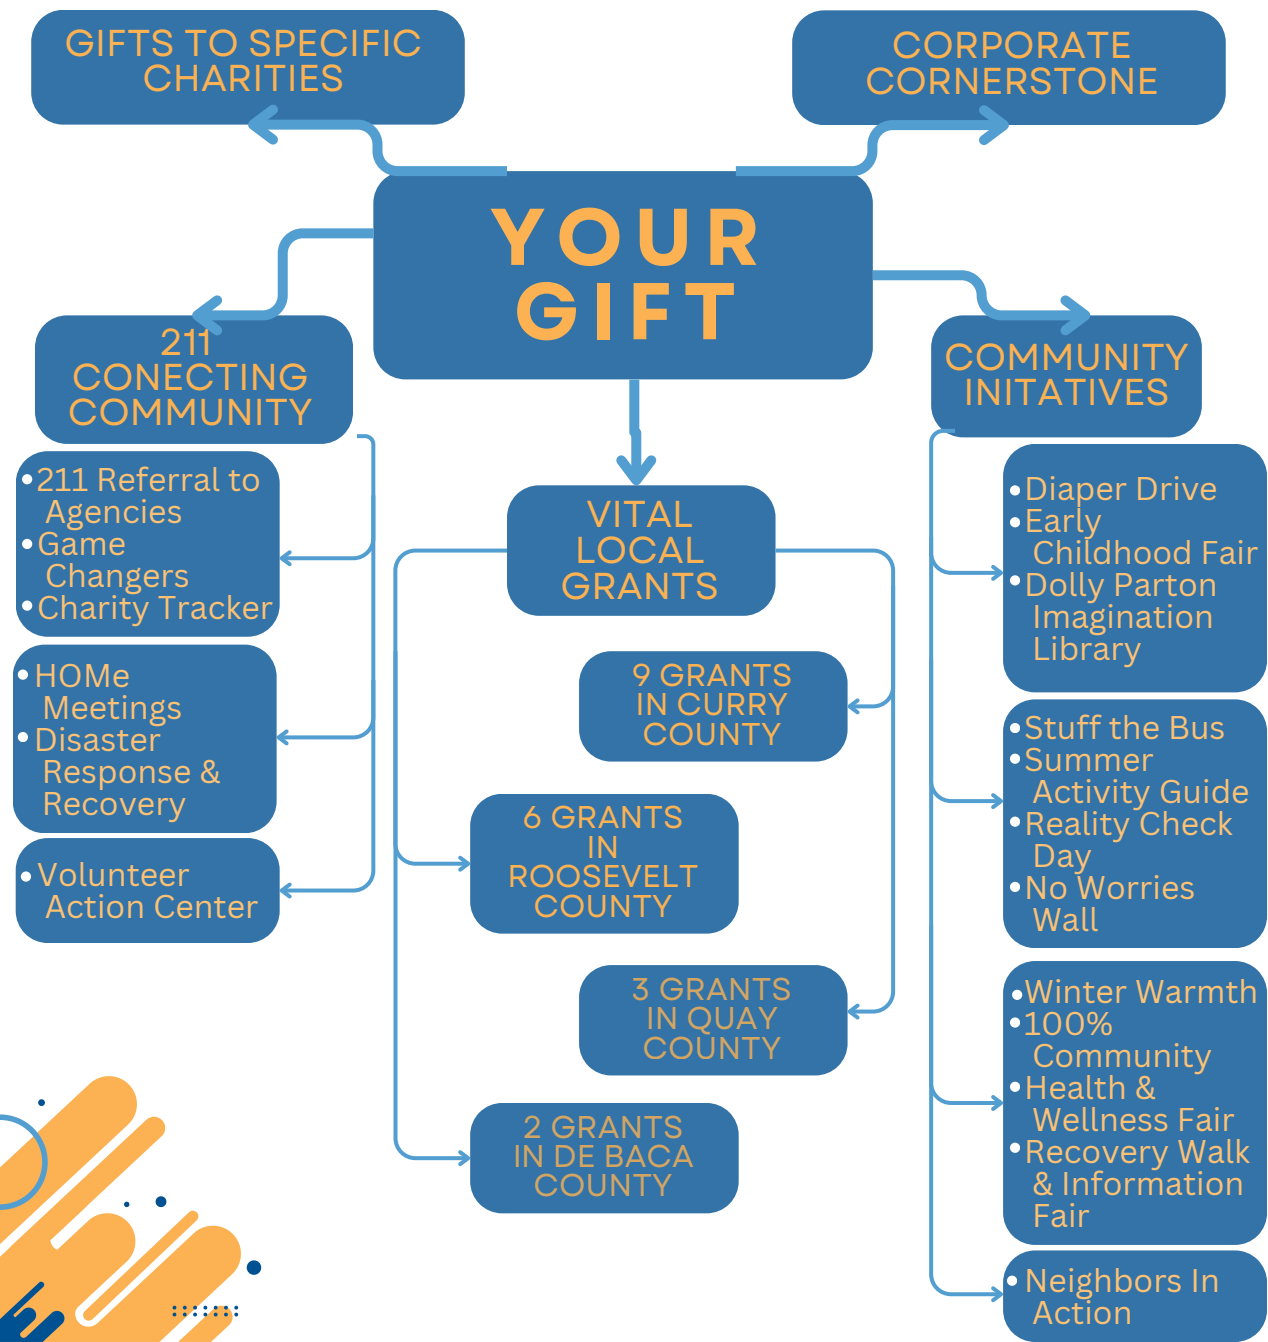 GIFTS TO SPECIFIC
CHARITIES
CORPORATE
CORNERSTONE
YOUR
GIFT
211
CONECTING
COMMUNITY
• 211 Referral to
Agencies
• Game
Changers
• Charity Tracker
• HOMe
Meetings
• Disaster
Response &
Recovery
• Volunteer
Action Center
VITAL
LOCAL
GRANTS
9 GRANTS
IN CURRY
COUNTY
6 GRANTS
IN
ROOSEVELT
COUNTY
3 GRANTS
IN QUAY
COUNTY
2 GRANTS
IN DE BACA
COUNTY
COMMUNITY
INITATIVES
• Diaper Drive
• Early
Childhood Fair
• Dolly Parton
Imagination
Library
• Stuff the Bus
• Summer
Activity Guide
• Reality Check
Day
• No Worries
Wall
• Winter Warmth
• 100%
Community
• Health &
Wellness Fair
• Recovery Walk
& Information
Fair
• Neighbors In
Action